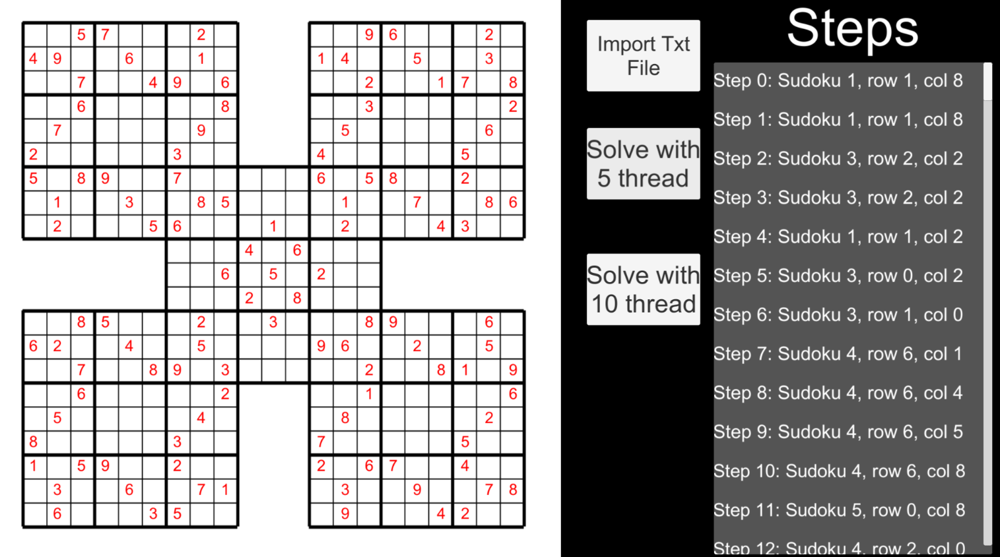 5 7 2 9 6 2
4 9 6 1 1 4 5 3
7 4 9 6 2 1 7 8
6 8 3 2
7 9 5 6
2 3 4 5
5 8 9 7 6 5 8 2
1 3 8 5 1 7 8 6
2 5 6 1 2 4 3
4 6
6 5 2
2 8
8 5 2 3 8 9 6
6 2 4 5 9 6 2 5
7 8 9 3 2 8 1 9
6 2 1 6
5 4 8 2
8 3 7 5
1 5 9 2 2 6 7 4
3 6 7 1 3 9 7 8
6 3 5 9 4 2
Import Txt
File
Solve with
5 thread
Solve with
10 thread
Steps
Step 0: Sudoku 1, row 1, col 8
Step 1: Sudoku 1, row 1, col 8
Step 2: Sudoku 3, row 2, col 2
Step 3: Sudoku 3, row 2, col 2
Step 4: Sudoku 1, row 1, col 2
Step 5: Sudoku 3, row 0, col 2
Step 6: Sudoku 3, row 1, col 0
Step 7: Sudoku 4, row 6, col 1
Step 8: Sudoku 4, row 6, col 4
Step 9: Sudoku 4, row 6, col 5
Step 10: Sudoku 4, row 6, col 8
Step 11: Sudoku 5, row 0, col 8
Step 12: Sudoku 4, row 2, col 0